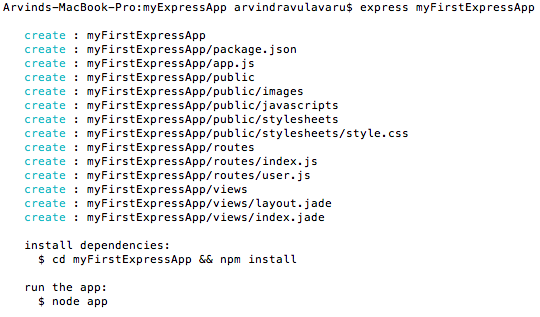 Arvinds-MacBook-Pro:myExpressApp arvindravulavaru$ express myFirstExpressApp
create : myFirstExpressApp
create : myFirstExpressApp/package.json
create : myFirstExpressApp/app.js
create : myFirstExpressApp/public
create : myFirstExpressApp/public/images
create : myFirstExpressApp/public/javascripts
create : myFirstExpressApp/public/stylesheets
create : myFirstExpressApp/public/stylesheets/style.css
create : myFirstExpressApp/routes
create : myFirstExpressApp/routes/index.js
create : myFirstExpressApp/routes/user.js
create : myFirstExpressApp/views
create : myFirstExpressApp/views/layout.jade
create : myFirstExpressApp/views/index.jade
install dependencies:
$ cd myFirstExpressApp && npm install
run the app:
$ node app